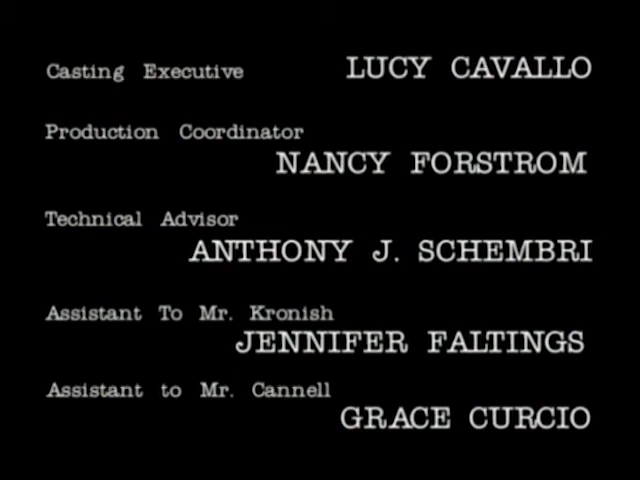 Casting Executive LUCY CAVALLO
Production Coordinator
NANCY FORSTROM
Technical Advisor
ANTHONY J. SCHEMBRI
Assistant To Mr. Kronish
JENNIFER FALTINGS
Assistant to Mr. Cannell
GRACE CURCIO